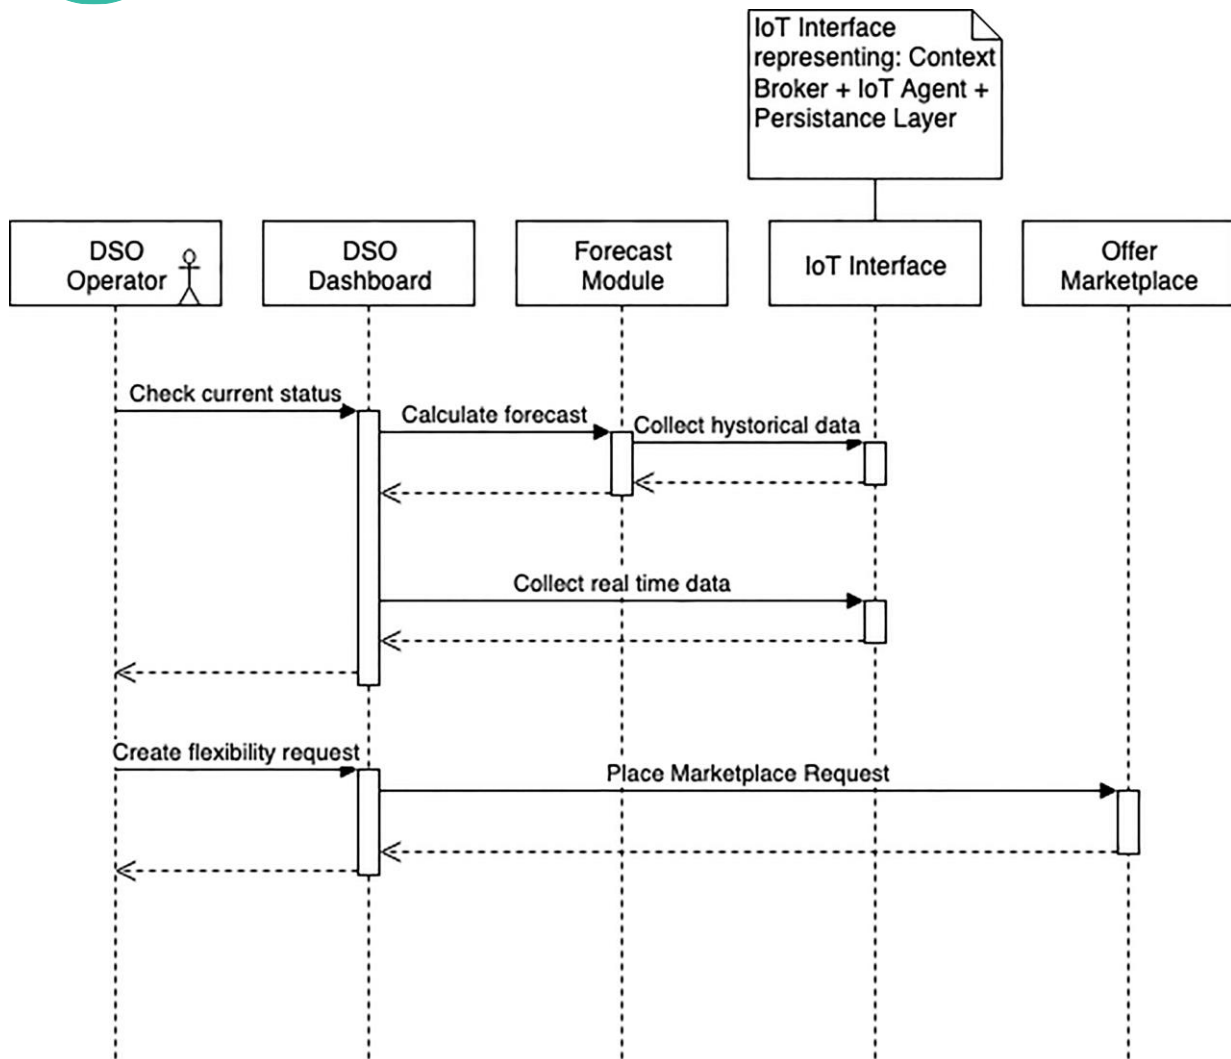 IoT Interface
representing: Context
Broker + IoT Agent +
Persistance Layer
DSO
Operator
DSO
Dashboard
Forecast
Module
IoT Interface
Offer
Marketplace
Check current status
Calculate forecast
Collect hystorical data
Collect real time data
Create flexibility request
Place Marketplace Request